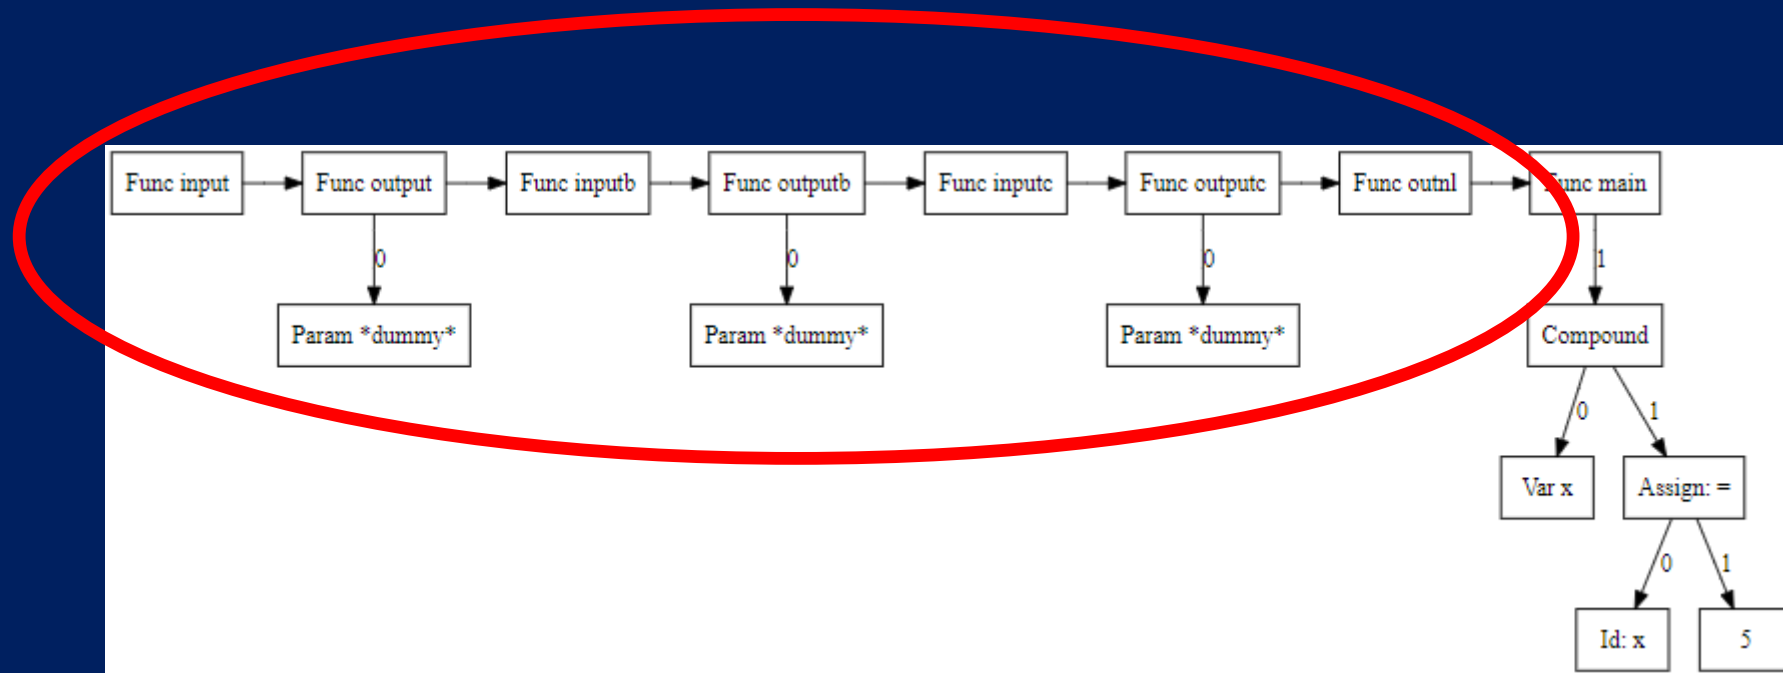 Func input
Func output
Func inputb
Func outputb
Func inputc
Func outputc
Func outnl
Func main
0
0
0
1
Param *dummy*
Param *dummy*
Param *dummy*
Compound
0
1
Var x
Assign: =
0
1
Id: x
5